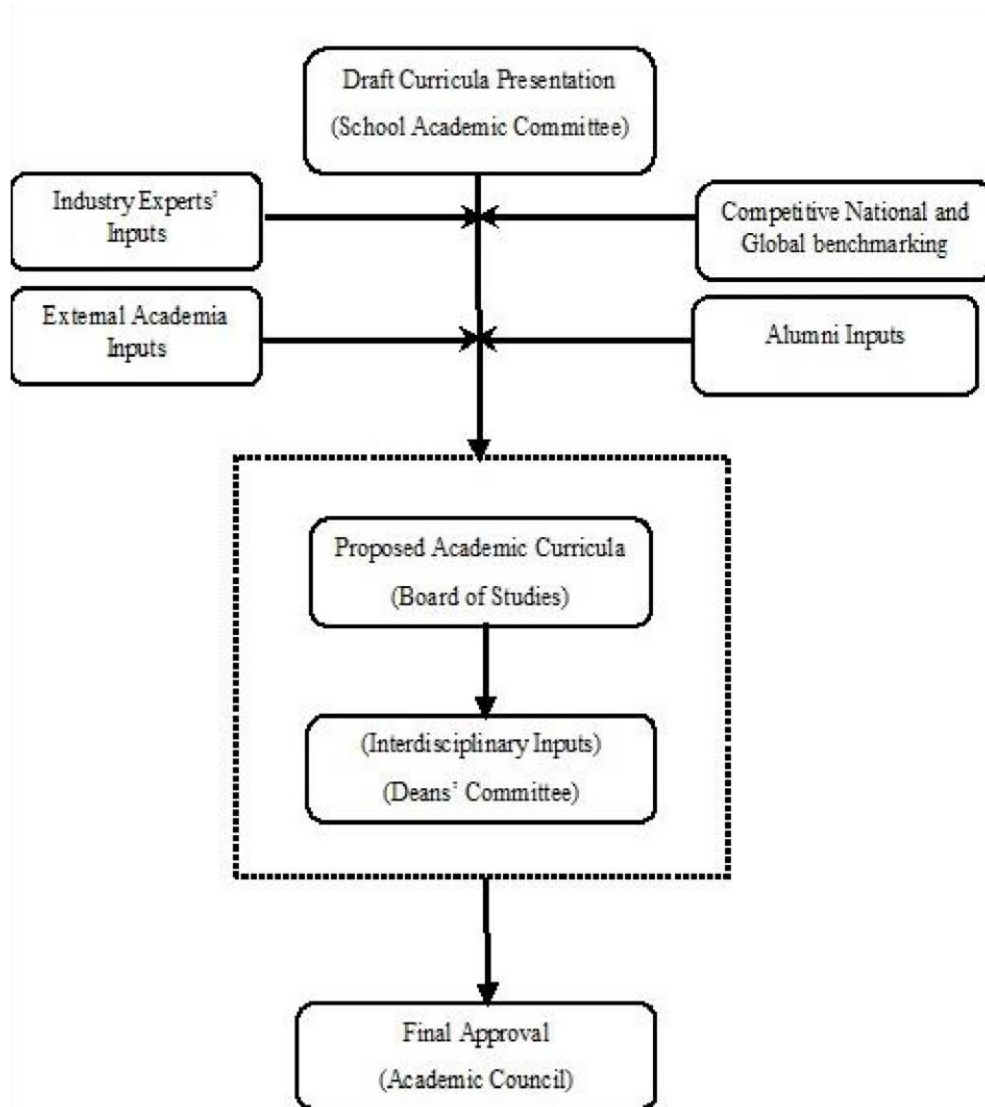 Draft Curricula Presentation
(School Academic Committee)
Industry Experts’
Inputs
Competitive National and
Global benchmarking
External Academia
Inputs
Alumni Inputs
Proposed Academic Curricula
(Board of Studies)
(Interdisciplinary Inputs)
(Deans’ Committee)
Final Approval
(Academic Council)